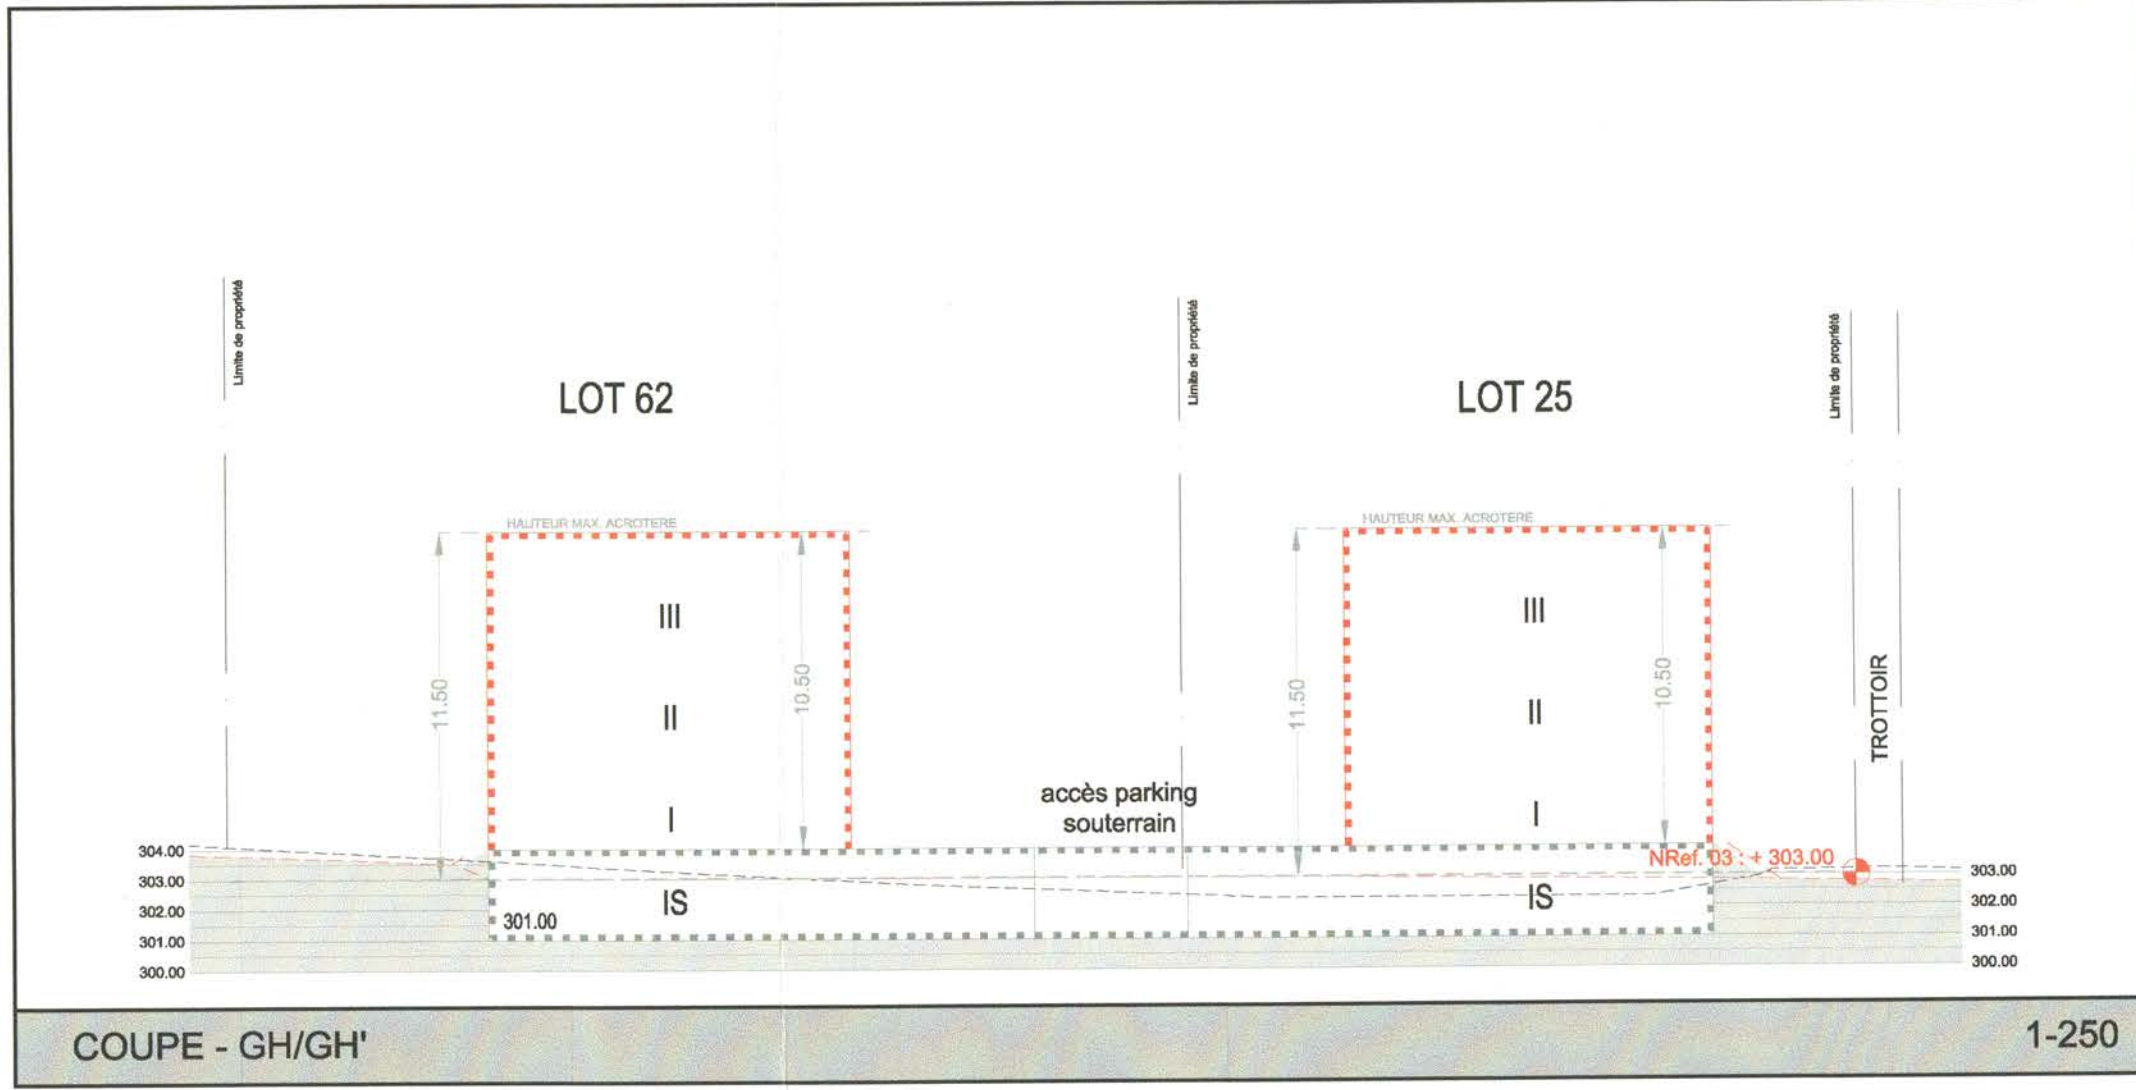 Limite de propriété
Limite de propriété
Limite de propriété
LOT 62
LOT 25
HAUTEUR MAX. ACROTERE
HAUTEUR MAX. ACROTERE
III
III
11.50
10.50
11.50
10.50
II
II
TROTTOIR
accès parking
souterrain
I
I
304.00
303.00
302.00
301.00
300.00
NRef. 03 : + 303.00
303.00
302.00
301.00
300.00
IS
IS
301.00
COUPE - GH/GH'
1-250